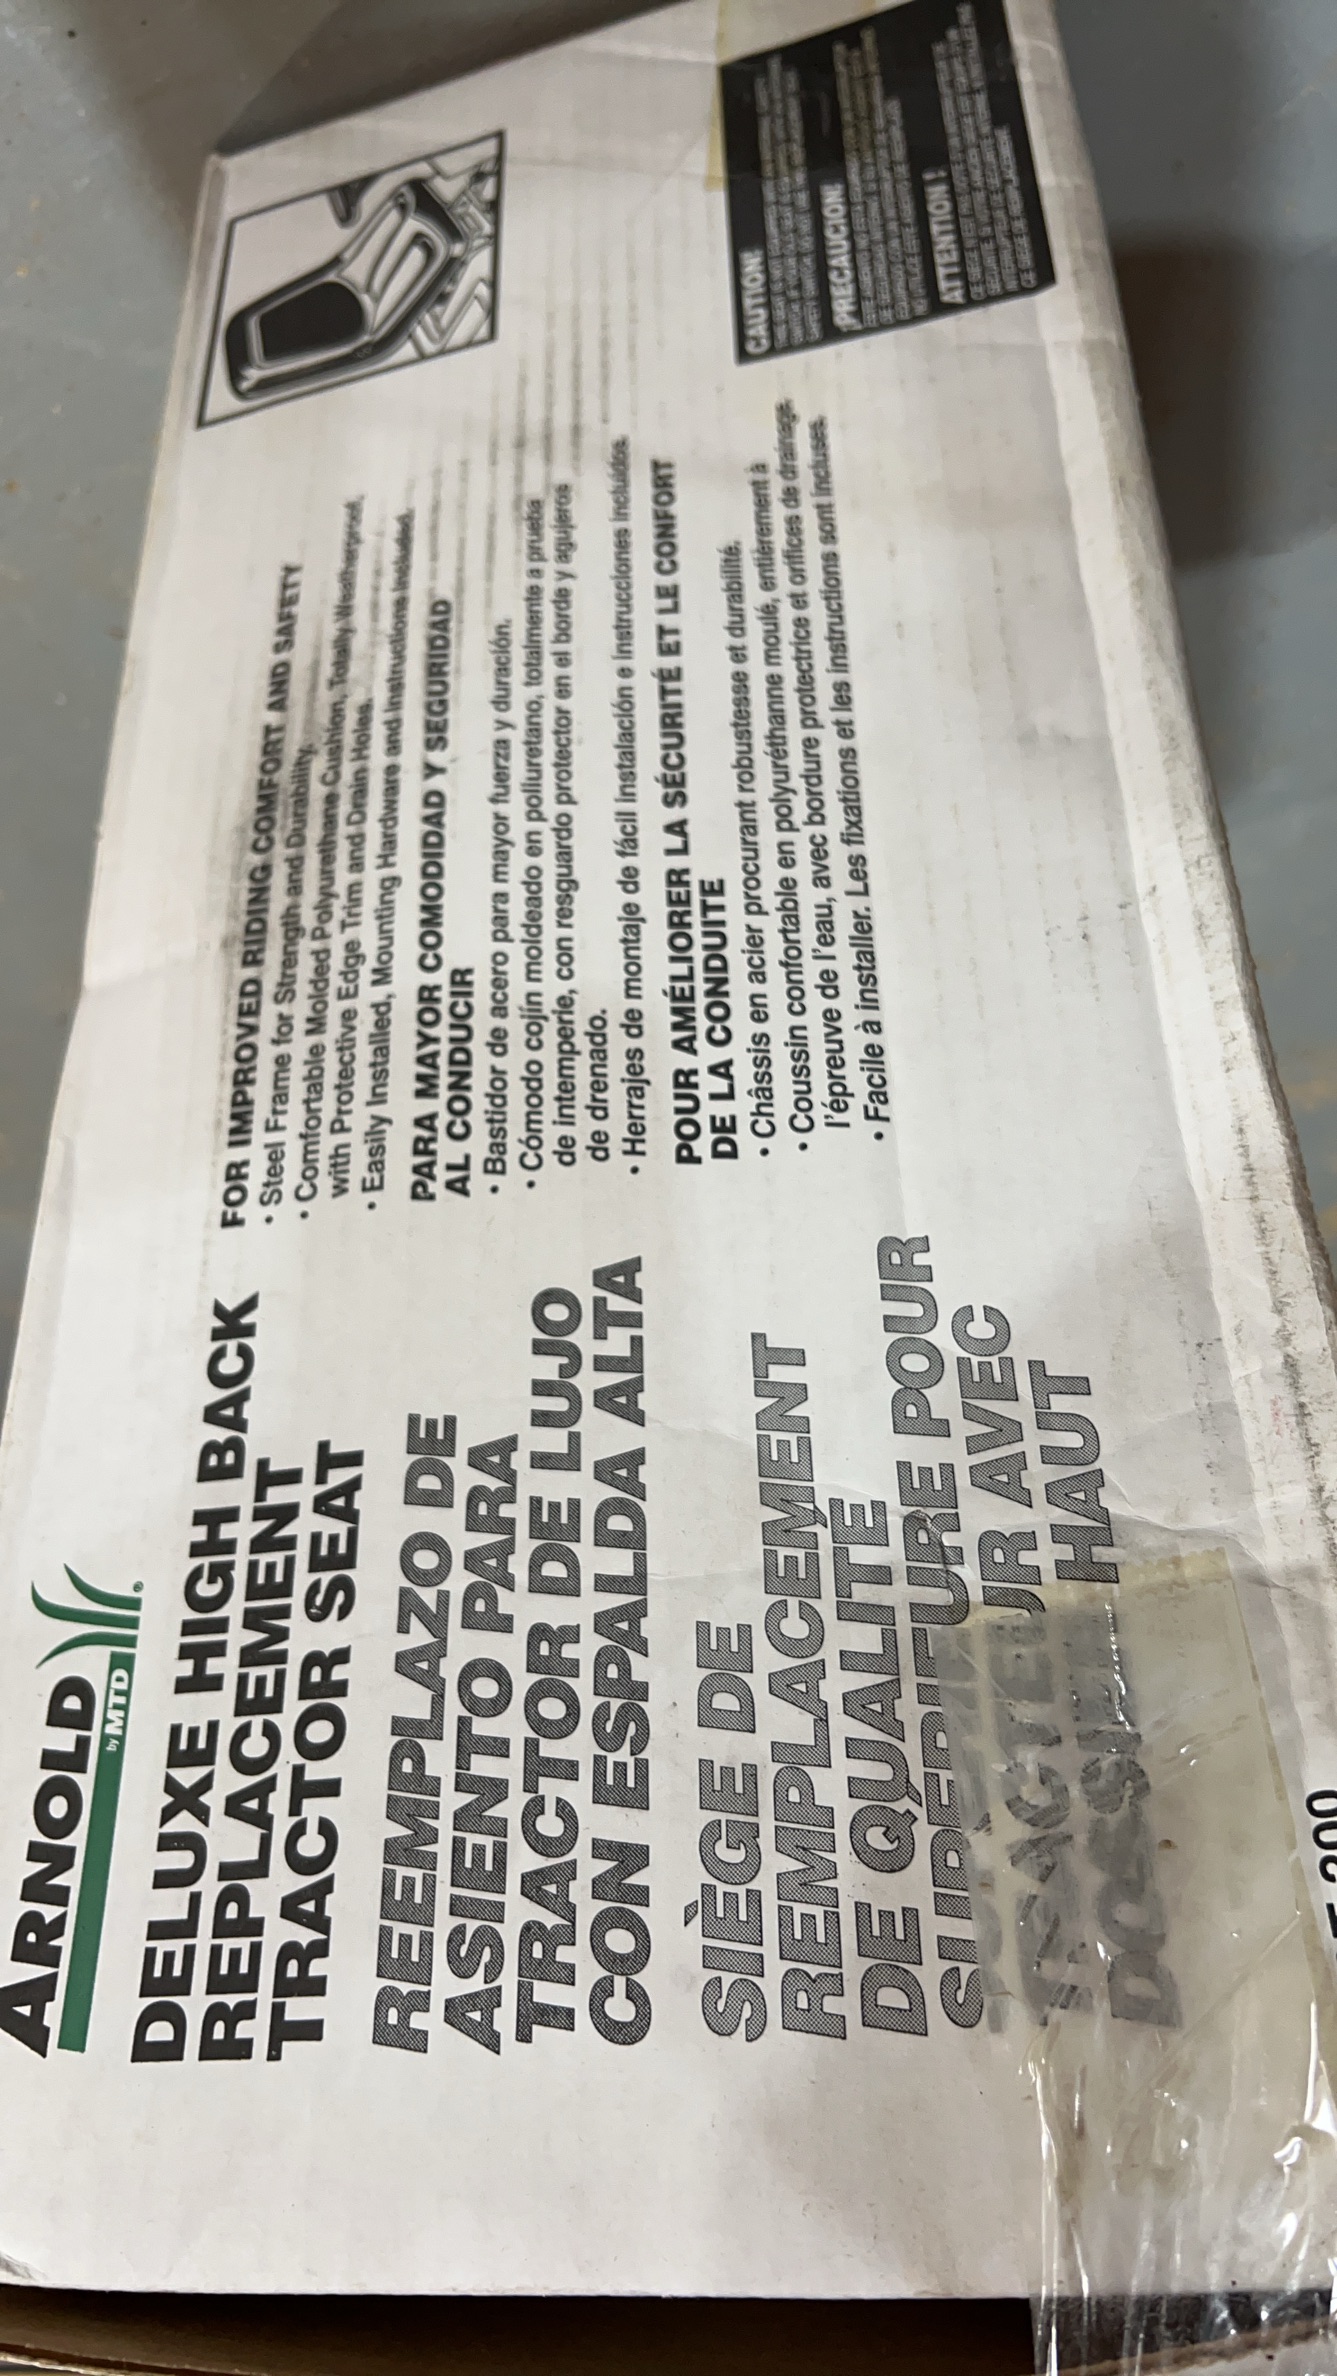 ARNOLD
by MTD®
DELUXE HIGH BACK
REPLACEMENT
TRACTOR SEAT
REEMPLAZO DE
ASIENTO PARA
TRACTOR DE LUJO
CON ESPALDA ALTA
SIÈGE DE
REMPLACEMENT
DE QUALITÉ
SUPÉRIEURE POUR
TRACTEUR AVEC
DOSSIER HAUT
FOR IMPROVED RIDING COMFORT AND SAFETY
• Steel Frame for Strength and Durability.
• Comfortable Molded Polyurethane Cushion, Totally Weatherproof,
with Protective Edge Trim and Drain Holes.
• Easily Installed, Mounting Hardware and Instructions Included.
PARA MAYOR COMODIDAD Y SEGURIDAD
AL CONDUCIR
• Bastidor de acero para mayor fuerza y duración.
• Cómodo cojín moldeado en poliuretano, totalmente a prueba
de intemperie, con resguardo protector en el borde y agujeros
de drenado.
• Herrajes de montaje de fácil instalación e instrucciones incluidos.
POUR AMÉLIORER LA SÉCURITÉ ET LE CONFORT
DE LA CONDUITE
• Châssis en acier procurant robustesse et durabilité.
• Coussin confortable en polyuréthanne moulé, entièrement à
l'épreuve de l'eau, avec bordure protectrice et orifices de drainage.
• Facile à installer. Les fixations et les instructions sont incluses.
CAUTION!
¡PRECAUCION!
ATTENTION !
200